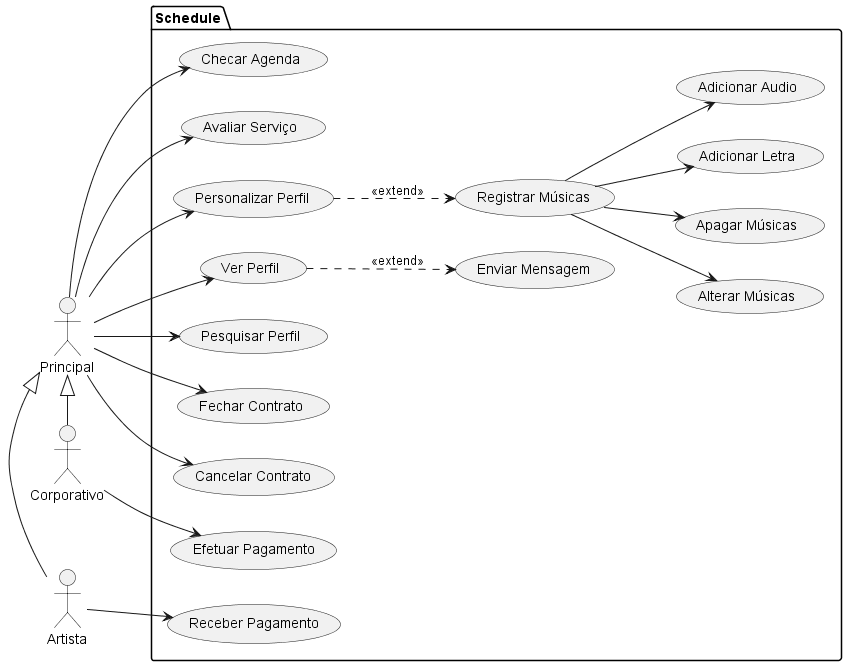 Schedule
Checar Agenda
Avaliar Serviço
Personalizar Perfil
«extend»
Registrar Músicas
Adicionar Audio
Adicionar Letra
Apagar Músicas
Alterar Músicas
Ver Perfil
«extend»
Enviar Mensagem
Pesquisar Perfil
Principal
Fechar Contrato
Cancelar Contrato
Corporativo
Efetuar Pagamento
Receber Pagamento
Artista